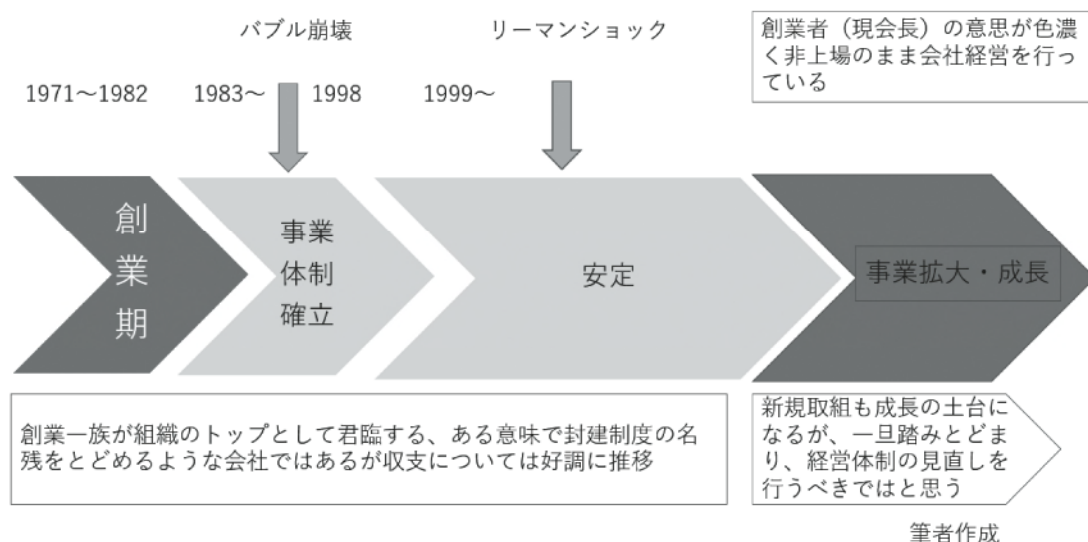 バブル崩壊
リーマンショック
創業者（現会長）の意思が色濃
く非上場のまま会社経営を行っ
ている
1971～1982
1983～
1998
1999～
創業期
事業
体制
確立
安定
事業拡大・成長
創業一族が組織のトップとして君臨する、ある意味で封建制度の名
残をとどめるような会社ではあるが収支については好調に推移
新規取組も成長の土台に
なるが、一旦踏みとどま
り、経営体制の見直しを
行うべきではと思う
筆者作成